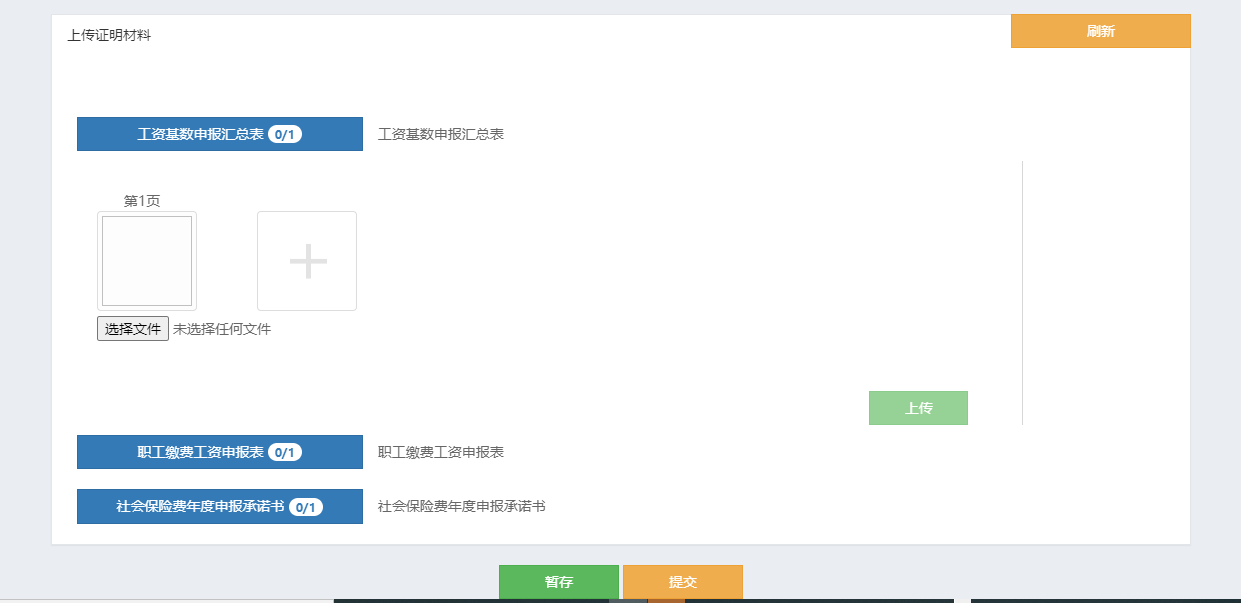 上传证明材料
刷新
工资基数申报汇总表 0/1 工资基数申报汇总表
第1页
选择文件 未选择任何文件
上传
职工缴费工资申报表 0/1 职工缴费工资申报表
社会保险费年度申报承诺书 0/1 社会保险费年度申报承诺书
暂存 提交